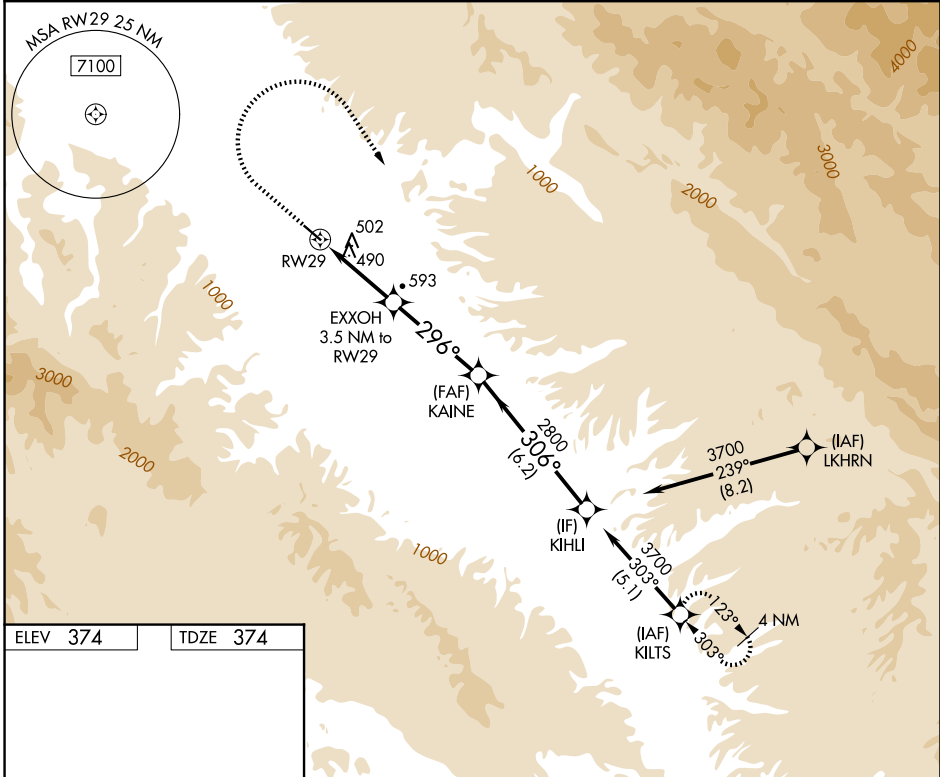 MSA RW29 25 NM
7100
4000
3000
1000
2000
502
490
RW29
593
EXXOH
3.5 NM to
RW29
296°
1000
3000
2000
(FAF)
KAINE
2800
306°
(6.2)
3700
239°
(8.2)
(IAF)
LKHRN
(IF)
KIHLI
1000
3700
303°
(5.1)
123°
4 NM
303°
(IAF)
KILTS
ELEV 374
TDZE 374